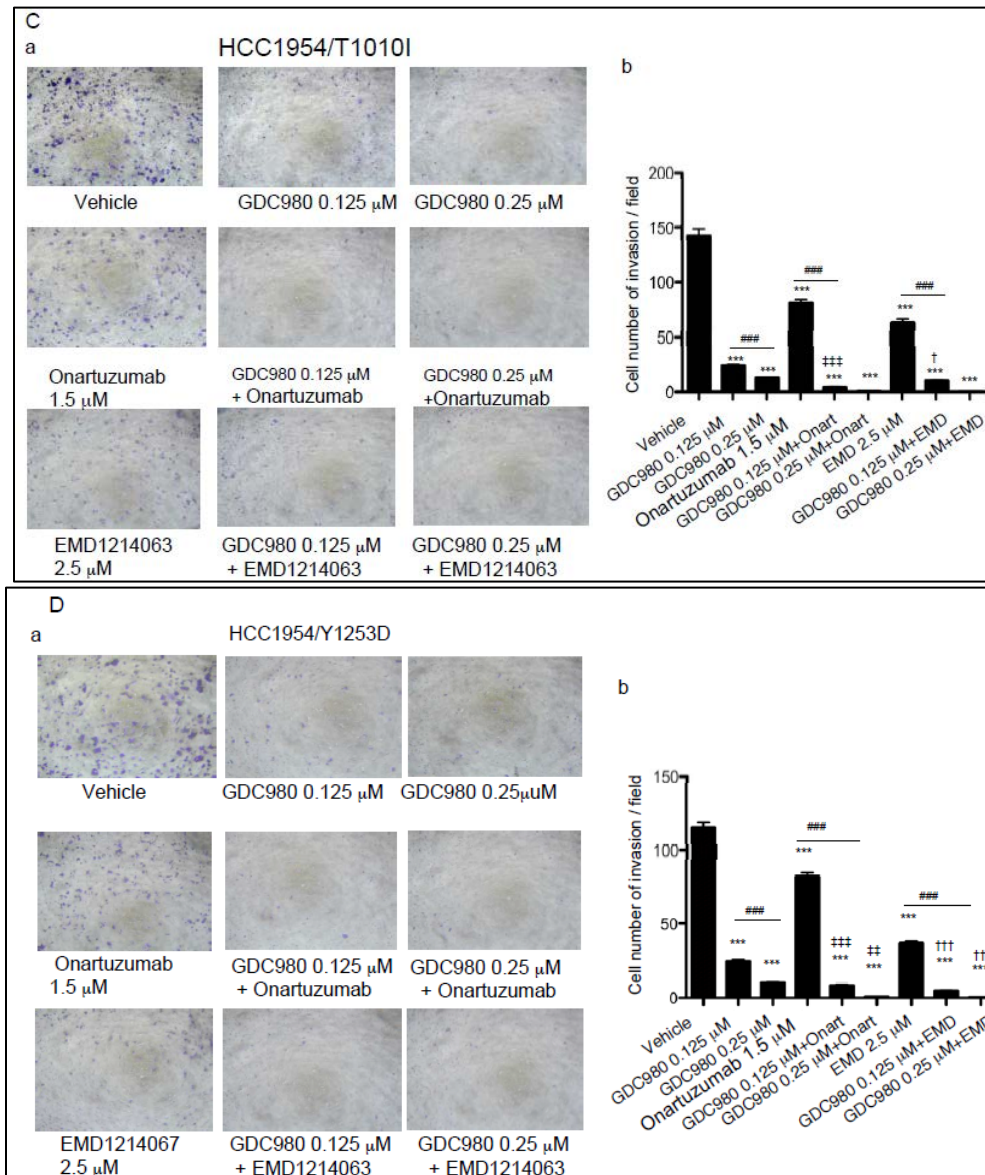 C
a
HCC1954/T1010I
Vehicle
GDC980 0.125 μM
GDC980 0.25 μM
Onartuzumab
1.5 μM
GDC980 0.125 μM
+ Onartuzumab
GDC980 0.25 μM
+Onartuzumab
EMD1214063
2.5 μM
GDC980 0.125 μM
+ EMD1214063
GDC980 0.25 μM
+ EMD1214063
b
Cell number of invasion / field
200
150
100
50
0
***
###
***
***
###
‡‡‡
***
***
***
###
†
***
***
Vehicle
GDC980 0.125 μM
GDC980 0.25 μM
Onartuzumab 1.5 μM
GDC980 0.125 μM+Onart
GDC980 0.25 μM+Onart
EMD 2.5 μM
GDC980 0.125 μM+EMD
GDC980 0.25 μM+EMD
D
a
HCC1954/Y1253D
Vehicle
GDC980 0.125 μM
GDC980 0.25μuM
Onartuzumab
1.5 μM
GDC980 0.125 μM
+ Onartuzumab
GDC980 0.25 μM
+ Onartuzumab
EMD1214067
2.5 μM
GDC980 0.125 μM
+ EMD1214063
GDC980 0.25 μM
+ EMD1214063
b
Cell number of invasion / field
150
100
50
0
***
###
***
***
###
‡‡‡
***
‡‡
***
***
###
†††
***
††
***
Vehicle
GDC980 0.125 μM
GDC980 0.25 μM
Onartuzumab 1.5 μM
GDC980 0.125 μM+Onart
GDC980 0.25 μM+Onart
EMD 2.5 μM
GDC980 0.125 μM+EMD
GDC980 0.25 μM+EMD